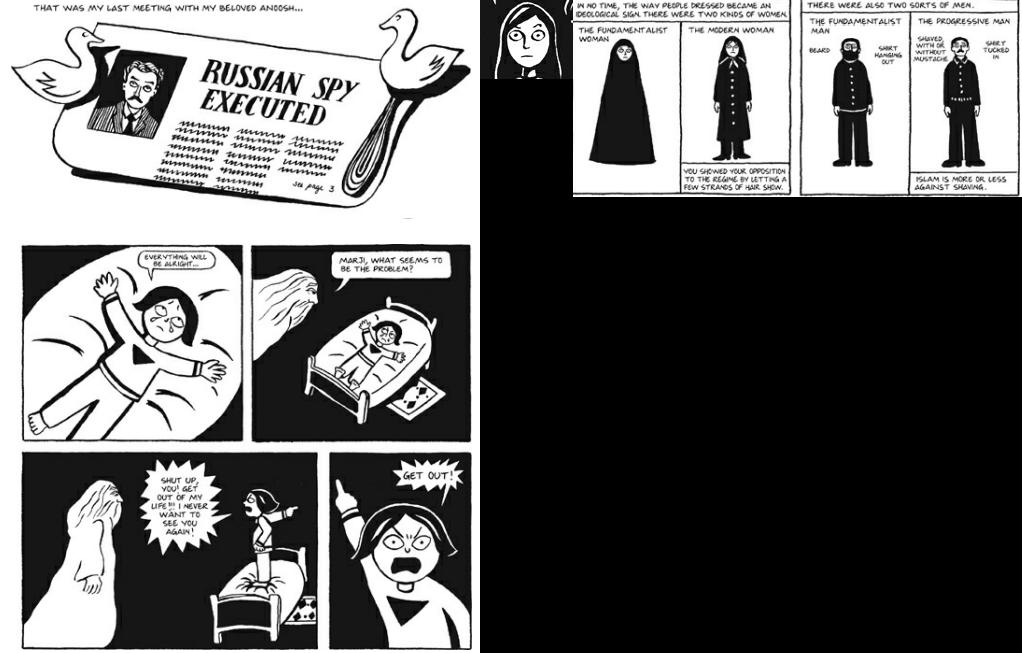 THAT WAS MY LAST MEETING WITH MY BELOVED ANOOSH...
RUSSIAN SPY
EXECUTED
see page 3
EVERYTHING WILL
BE ALRIGHT...
MARJI, WHAT SEEMS TO
BE THE PROBLEM?
SHUT UP,
YOU! GET
OUT OF MY
LIFE!!! I NEVER
WANT TO
SEE YOU
AGAIN!
GET OUT!
IN NO TIME, THE WAY PEOPLE DRESSED BECAME AN
IDEOLOGICAL SIGN. THERE WERE TWO KINDS OF WOMEN.
THE FUNDAMENTALIST
WOMAN
THE MODERN WOMAN
YOU SHOWED YOUR OPPOSITION
TO THE REGIME BY LETTING A
FEW STRANDS OF HAIR SHOW.
THERE WERE ALSO TWO SORTS OF MEN.
THE FUNDAMENTALIST
MAN
BEARD
SHIRT
HANGING
OUT
THE PROGRESSIVE MAN
SHAVED,
WITH OR
WITHOUT
MUSTACHE
SHIRT
TUCKED
IN
ISLAM IS MORE OR LESS
AGAINST SHAVING.